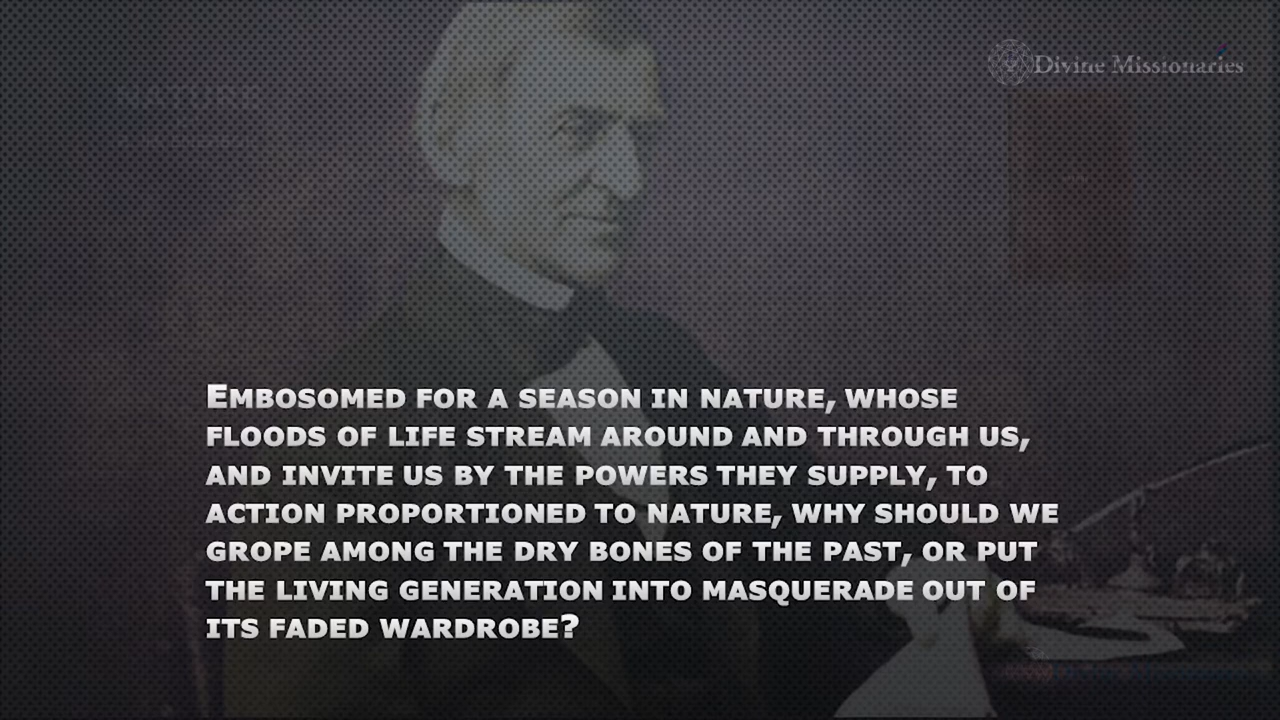 NATURE
Divine Missionaries
EMBOSOMED FOR A SEASON IN NATURE, WHOSE
FLOODS OF LIFE STREAM AROUND AND THROUGH US,
AND INVITE US BY THE POWERS THEY SUPPLY, TO
ACTION PROPORTIONED TO NATURE, WHY SHOULD WE
GROPE AMONG THE DRY BONES OF THE PAST, OR PUT
THE LIVING GENERATION INTO MASQUERADE OUT OF
ITS FADED WARDROBE?